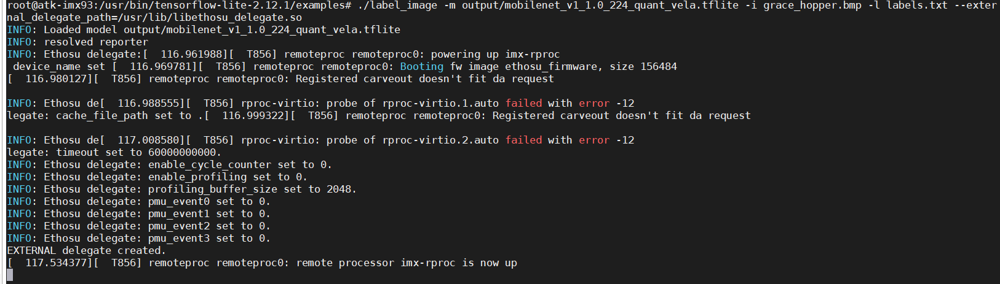 root@atk-imx93:/usr/bin/tensorflow-lite-2.12.1/examples# ./label_image -m output/mobilenet_v1_1.0_224_quant_vela.tflite -i grace_hopper.bmp -l labels.txt --exter
nal_delegate_path=/usr/lib/libethosu_delegate.so
INFO: Loaded model output/mobilenet_v1_1.0_224_quant_vela.tflite
INFO: resolved reporter
INFO: Ethosu delegate:[  116.961988][  T856] remoteproc remoteproc0: powering up imx-rproc
 device_name set [  116.969781][  T856] remoteproc remoteproc0: Booting fw image ethosu_firmware, size 156484
[  116.980127][  T856] remoteproc remoteproc0: Registered carveout doesn't fit da request
INFO: Ethosu de[  116.988555][  T856] rproc-virtio: probe of rproc-virtio.1.auto failed with error -12
legate: cache_file_path set to .[  116.999322][  T856] remoteproc remoteproc0: Registered carveout doesn't fit da request
INFO: Ethosu de[  117.008580][  T856] rproc-virtio: probe of rproc-virtio.2.auto failed with error -12
legate: timeout set to 60000000000.
INFO: Ethosu delegate: enable_cycle_counter set to 0.
INFO: Ethosu delegate: enable_profiling set to 0.
INFO: Ethosu delegate: profiling_buffer_size set to 2048.
INFO: Ethosu delegate: pmu_event0 set to 0.
INFO: Ethosu delegate: pmu_event1 set to 0.
INFO: Ethosu delegate: pmu_event2 set to 0.
INFO: Ethosu delegate: pmu_event3 set to 0.
EXTERNAL delegate created.
[  117.534377][  T856] remoteproc remoteproc0: remote processor imx-rproc is now up